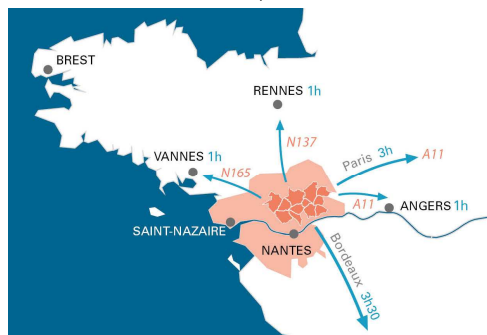 BREST
RENNES 1h
N137
Paris 3h
A11
VANNES 1h
N165
A11
ANGERS 1h
SAINT-NAZAIRE
NANTES
Bordeaux 3h30